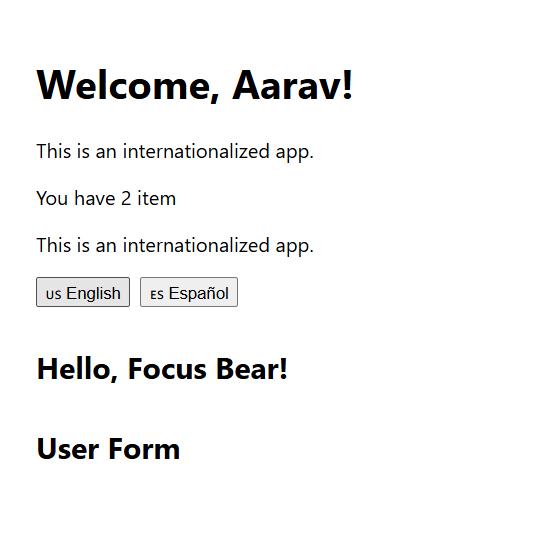 Welcome, Aarav!
This is an internationalized app.
You have 2 item
This is an internationalized app.
US English ES Español
Hello, Focus Bear!
User Form